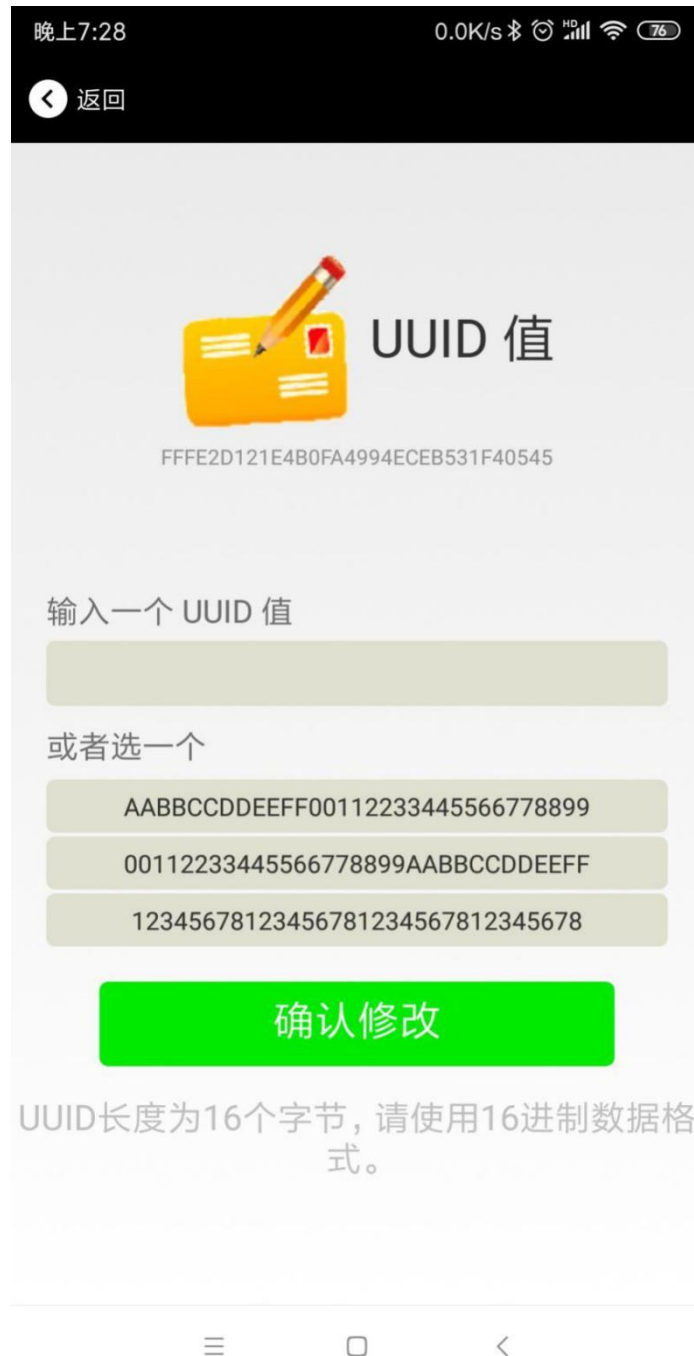 晚上7:28
0.0K/s HD 76
返回
UUID 值
FFFE2D121E4B0FA4994ECEB531F40545
输入一个 UUID 值
或者选一个
AABBCCDDEEFF00112233445566778899
00112233445566778899AABBCCDDEEFF
12345678123456781234567812345678
确认修改
UUID长度为16个字节，请使用16进制数据格
式。